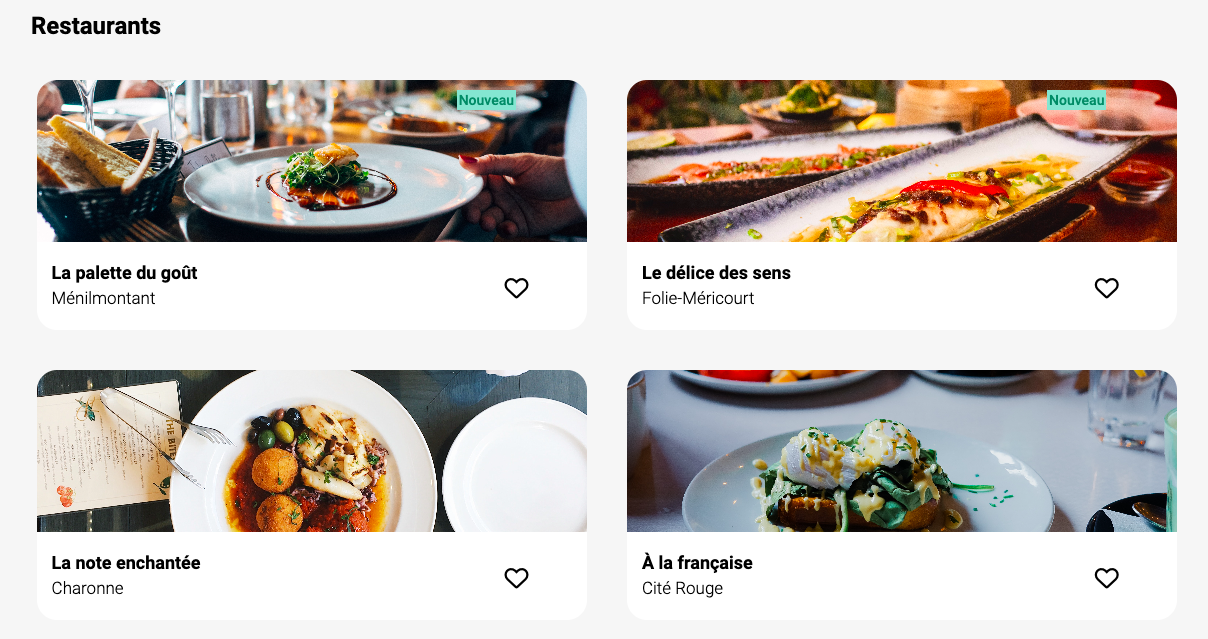 Restaurants
Nouveau
La palette du goût
Ménilmontant
Nouveau
Le délice des sens
Folie-Méricourt
La note enchantée
Charonne
À la française
Cité Rouge